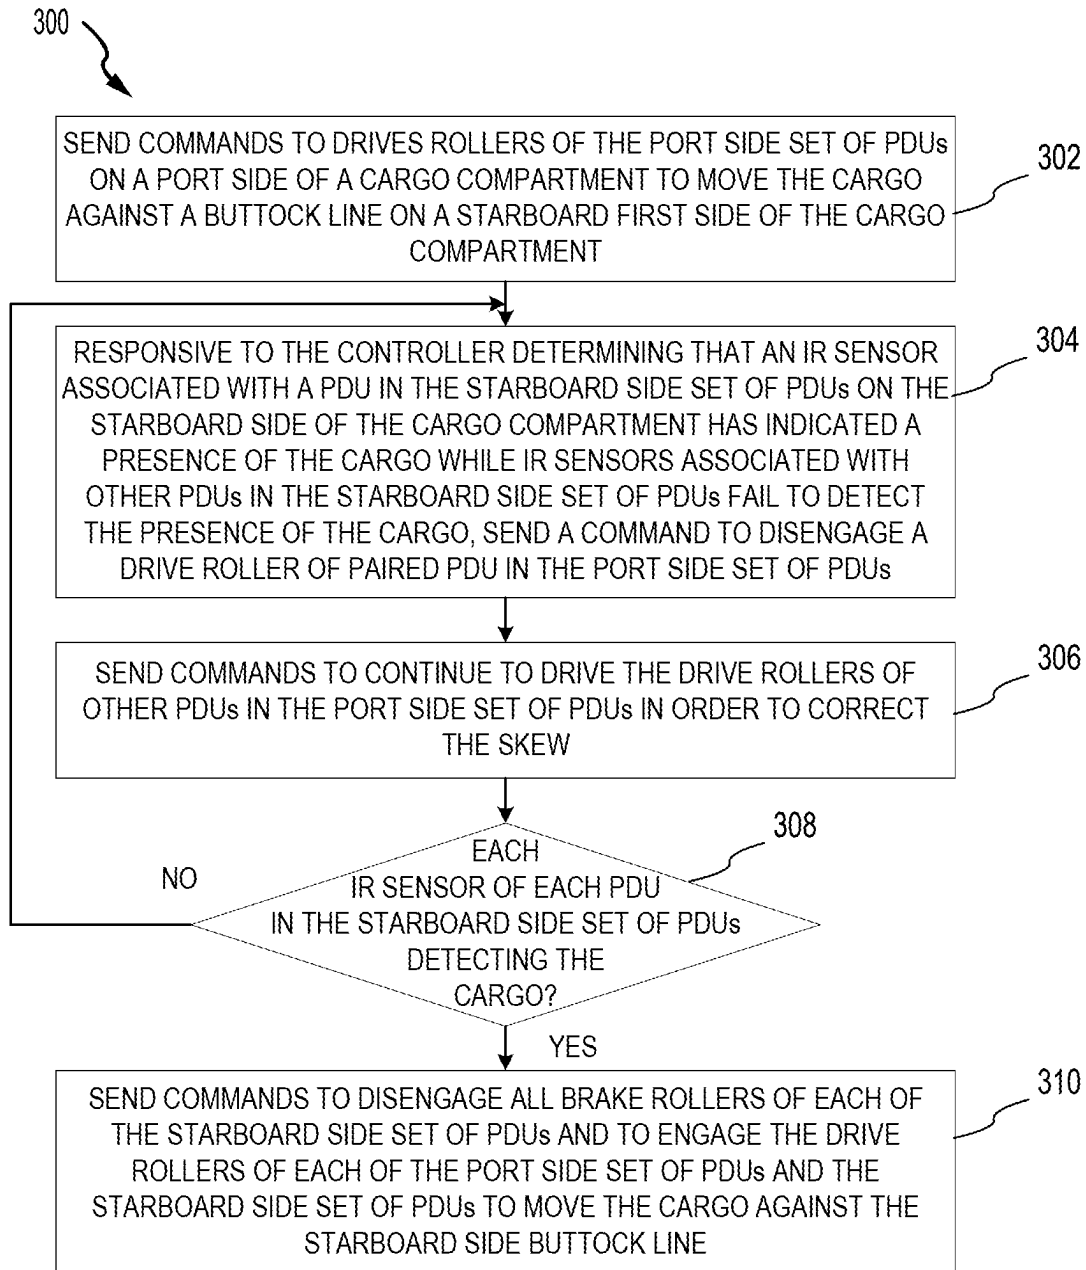 300
SEND COMMANDS TO DRIVES ROLLERS OF THE PORT SIDE SET OF PDUs
ON A PORT SIDE OF A CARGO COMPARTMENT TO MOVE THE CARGO
AGAINST A BUTTOCK LINE ON A STARBOARD FIRST SIDE OF THE CARGO
COMPARTMENT
302
RESPONSIVE TO THE CONTROLLER DETERMINING THAT AN IR SENSOR
ASSOCIATED WITH A PDU IN THE STARBOARD SIDE SET OF PDUs ON THE
STARBOARD SIDE OF THE CARGO COMPARTMENT HAS INDICATED A
PRESENCE OF THE CARGO WHILE IR SENSORS ASSOCIATED WITH
OTHER PDUs IN THE STARBOARD SIDE SET OF PDUs FAIL TO DETECT
THE PRESENCE OF THE CARGO, SEND A COMMAND TO DISENGAGE A
DRIVE ROLLER OF PAIRED PDU IN THE PORT SIDE SET OF PDUs
304
SEND COMMANDS TO CONTINUE TO DRIVE THE DRIVE ROLLERS OF
OTHER PDUs IN THE PORT SIDE SET OF PDUs IN ORDER TO CORRECT
THE SKEW
306
EACH
IR SENSOR OF EACH PDU
IN THE STARBOARD SIDE SET OF PDUs
DETECTING THE
CARGO?
308
NO
YES
SEND COMMANDS TO DISENGAGE ALL BRAKE ROLLERS OF EACH OF
THE STARBOARD SIDE SET OF PDUs AND TO ENGAGE THE DRIVE
ROLLERS OF EACH OF THE PORT SIDE SET OF PDUs AND THE
STARBOARD SIDE SET OF PDUs TO MOVE THE CARGO AGAINST THE
STARBOARD SIDE BUTTOCK LINE
310